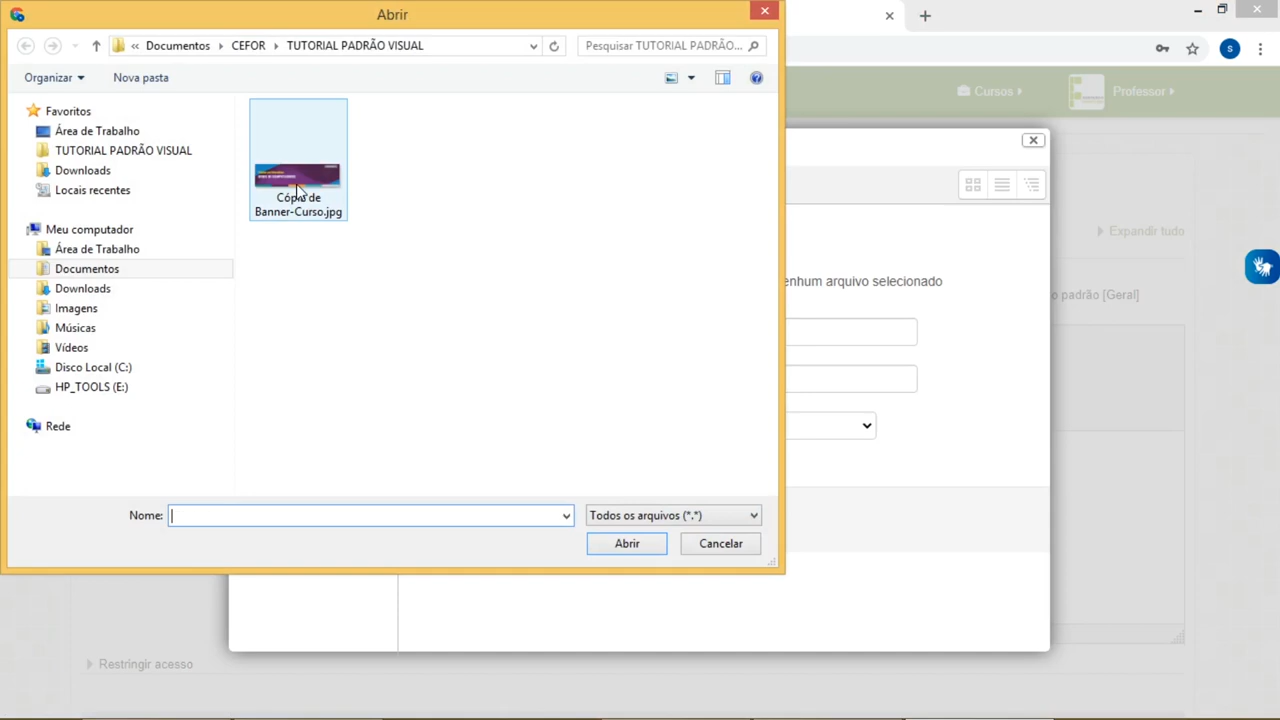 Abrir
« Documentos CEFOR TUTORIAL PADRÃO VISUAL
Pesquisar TUTORIAL PADRÃO...
S
Organizar
Nova pasta
Cursos
Professor
Favoritos
Área de Trabalho
TUTORIAL PADRÃO VISUAL
Downloads
Locais recentes
Meu computador
Área de Trabalho
Documentos
Downloads
Imagens
Músicas
Vídeos
Disco Local (C:)
HP_TOOLS (E:)
Rede
Cópia de
Banner-Curso.jpg
Expandir tudo
enhum arquivo selecionado
o padrão [Geral]
Nome:
Todos os arquivos (*.*)
Abrir
Cancelar
Restringir acesso